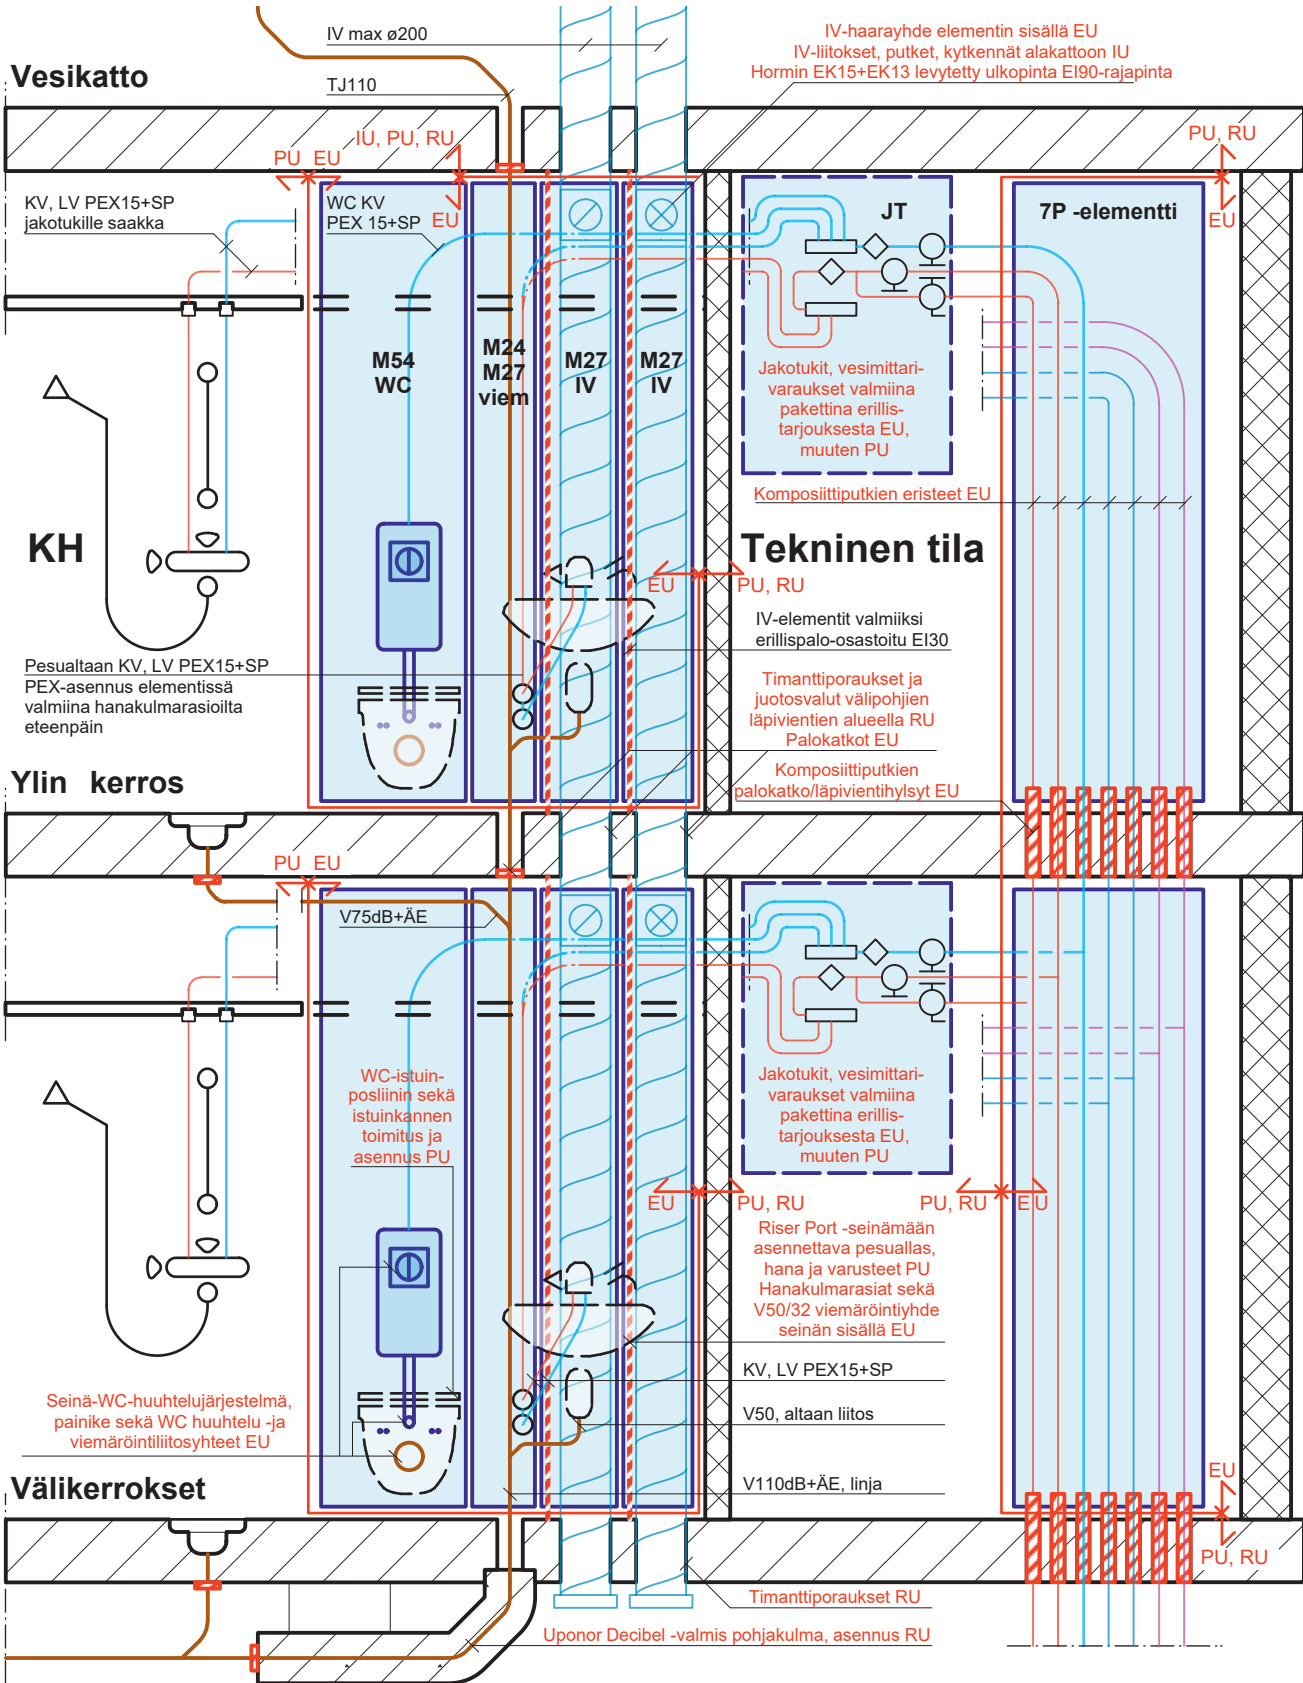 IV max ø200
IV-haarayhde elementin sisällä EU
IV-liitokset, putket, kytkennät alakattoon IU
Hormin EK15+EK13 levytetty ulkopinta EI90-rajapinta
Vesikatto
TJ110
IU, PU, RU
PU EU
EU
PU, RU
EU
KV, LV PEX15+SP
jakotukille saakka
WC KV
PEX 15+SP
JT
7P -elementti
M54
WC
M24
M27
viem
M27
IV
M27
IV
Jakotukit, vesimittari-
varaukset valmiina
pakettina erillis-
tarjouksesta EU,
muuten PU
Komposiittiputkien eristeet EU
KH
Tekninen tila
EU
PU, RU
IV-elementit valmiiksi
erillispalo-osastoitu EI30
Pesualtaan KV, LV PEX15+SP
PEX-asennus elementissä
valmiina hanakulmarasioilta
eteenpäin
Timanttiporaukset ja
juotosvalut välipohjien
läpivientien alueella RU
Palokatkot EU
Ylin kerros
Komposiittiputkien
palokatko/läpivientihylsyt EU
PU EU
V75dB+ÄE
WC-istuin-
posliinin sekä
istuinkannen
toimitus ja
asennus PU
Jakotukit, vesimittari-
varaukset valmiina
pakettina erillis-
tarjouksesta EU,
muuten PU
EU
PU, RU
PU, RU
EU
Riser Port -seinämään
asennettava pesuallas,
hana ja varusteet PU
Hanakulmarasiat sekä
V50/32 viemäröintiyhde
seinän sisällä EU
KV, LV PEX15+SP
Seinä-WC-huuhtelujärjestelmä,
painike sekä WC huuhtelu -ja
viemäröintiliitosyhteet EU
V50, altaan liitos
V110dB+ÄE, linja
Välikerrokset
EU
PU, RU
Timanttiporaukset RU
Uponor Decibel -valmis pohjakulma, asennus RU